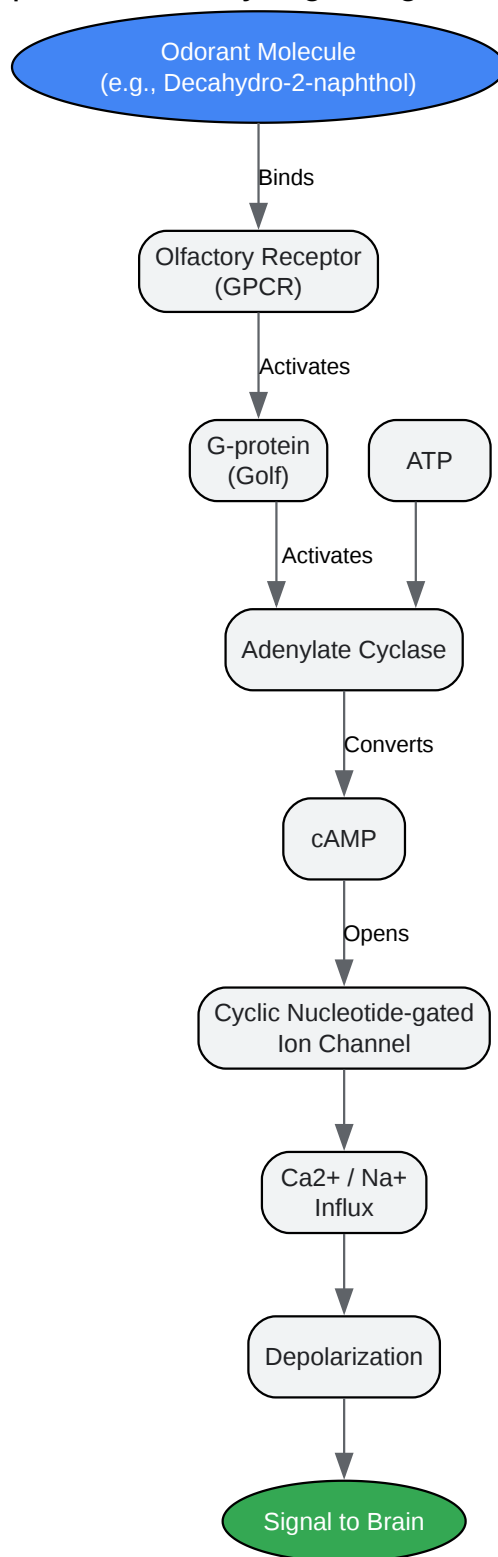 Odorant Molecule
(e.g., Decahydro-2-naphthol)
Binds
Olfactory Receptor
(GPCR)
Activates
G-protein
(Golf)
ATP
Activates
Adenylate Cyclase
Converts
cAMP
Opens
Cyclic Nucleotide-gated
Ion Channel
Ca2+ / Na+
Influx
Depolarization
Signal to Brain